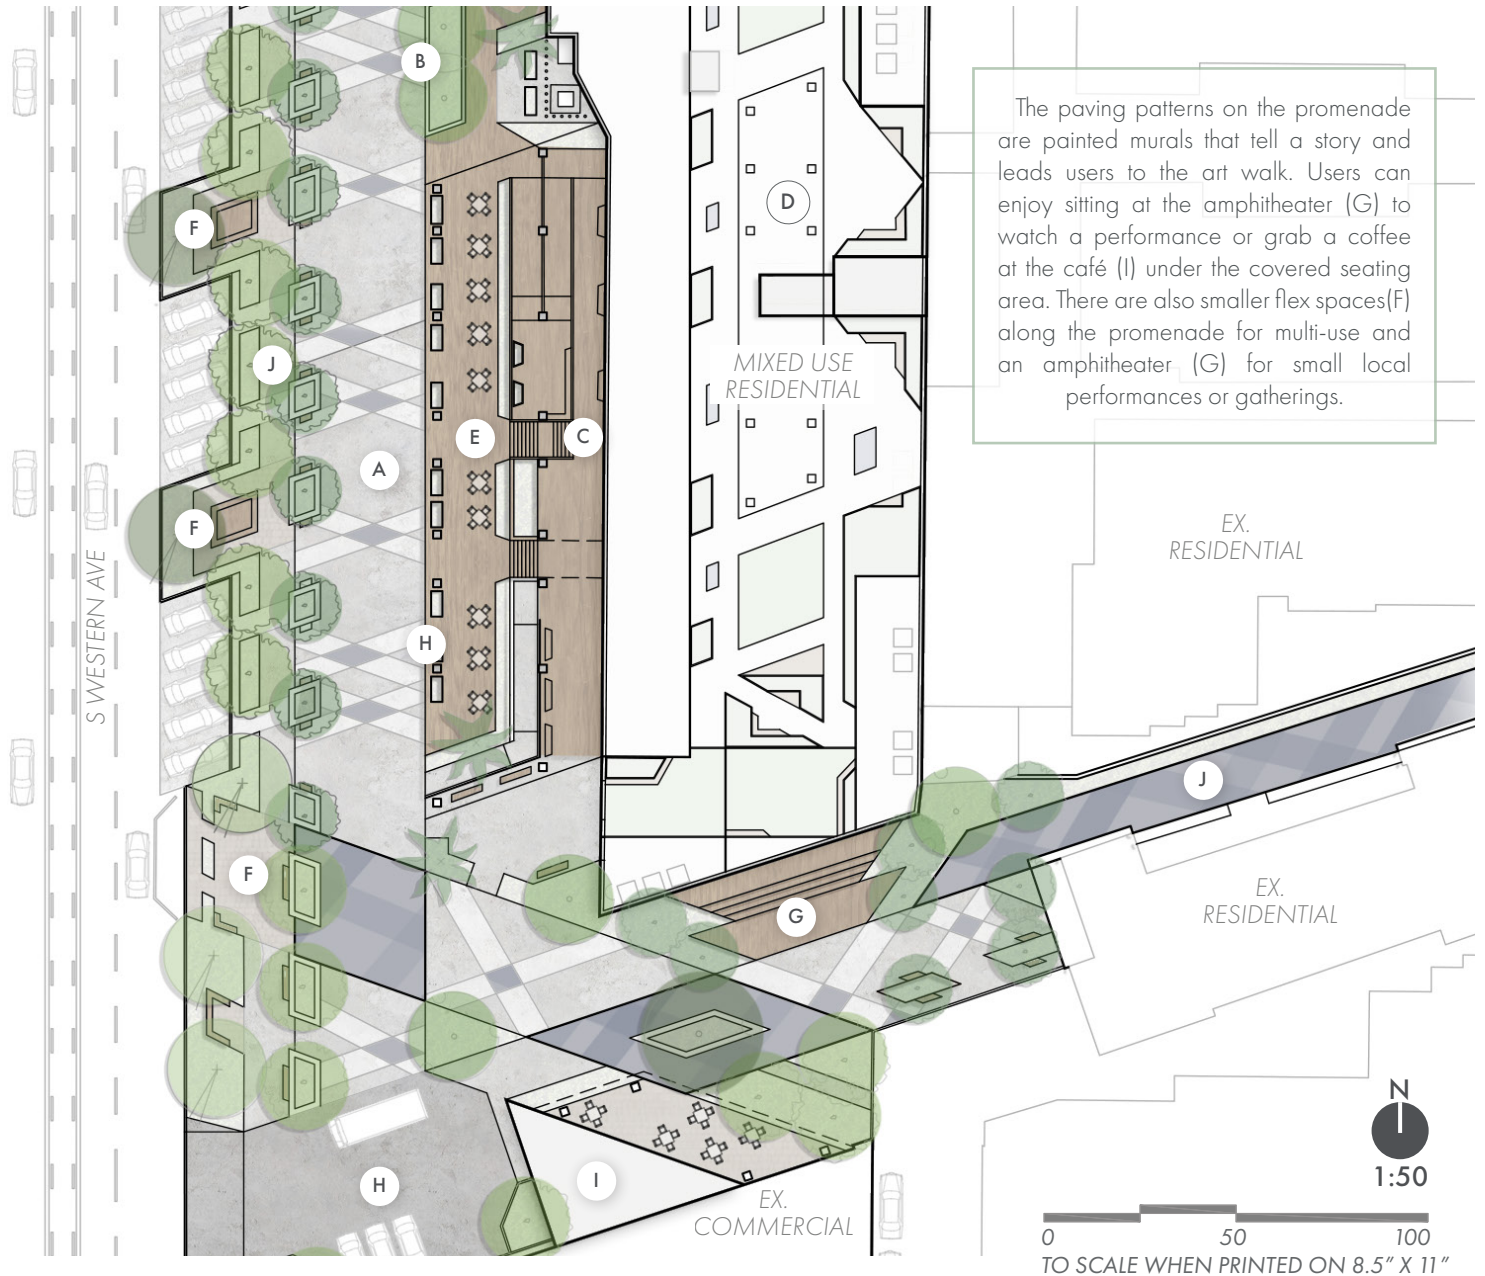 B
The paving patterns on the promenade
are painted murals that tell a story and
leads users to the art walk. Users can
enjoy sitting at the amphitheater (G) to
watch a performance or grab a coffee
at the café (I) under the covered seating
area. There are also smaller flex spaces(F)
along the promenade for multi-use and
an amphitheater (G) for small local
performances or gatherings.
D
F
J
MIXED USE
RESIDENTIAL
E
C
A
F
EX.
RESIDENTIAL
S WESTERN AVE
H
J
F
G
EX.
RESIDENTIAL
H
I
EX.
COMMERCIAL
N
1:50
0 50 100
TO SCALE WHEN PRINTED ON 8.5” X 11”